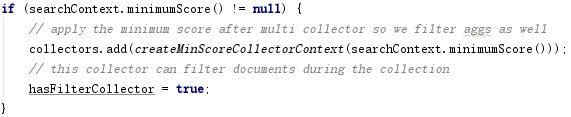 if (searchContext.minimumScore() != null) {
// apply the minimum score after multi collector so we filter aggs as well
collectors.add(createMinScoreCollectorContext(searchContext.minimumScore()));
// this collector can filter documents during the collection
hasFilterCollector = true;
}